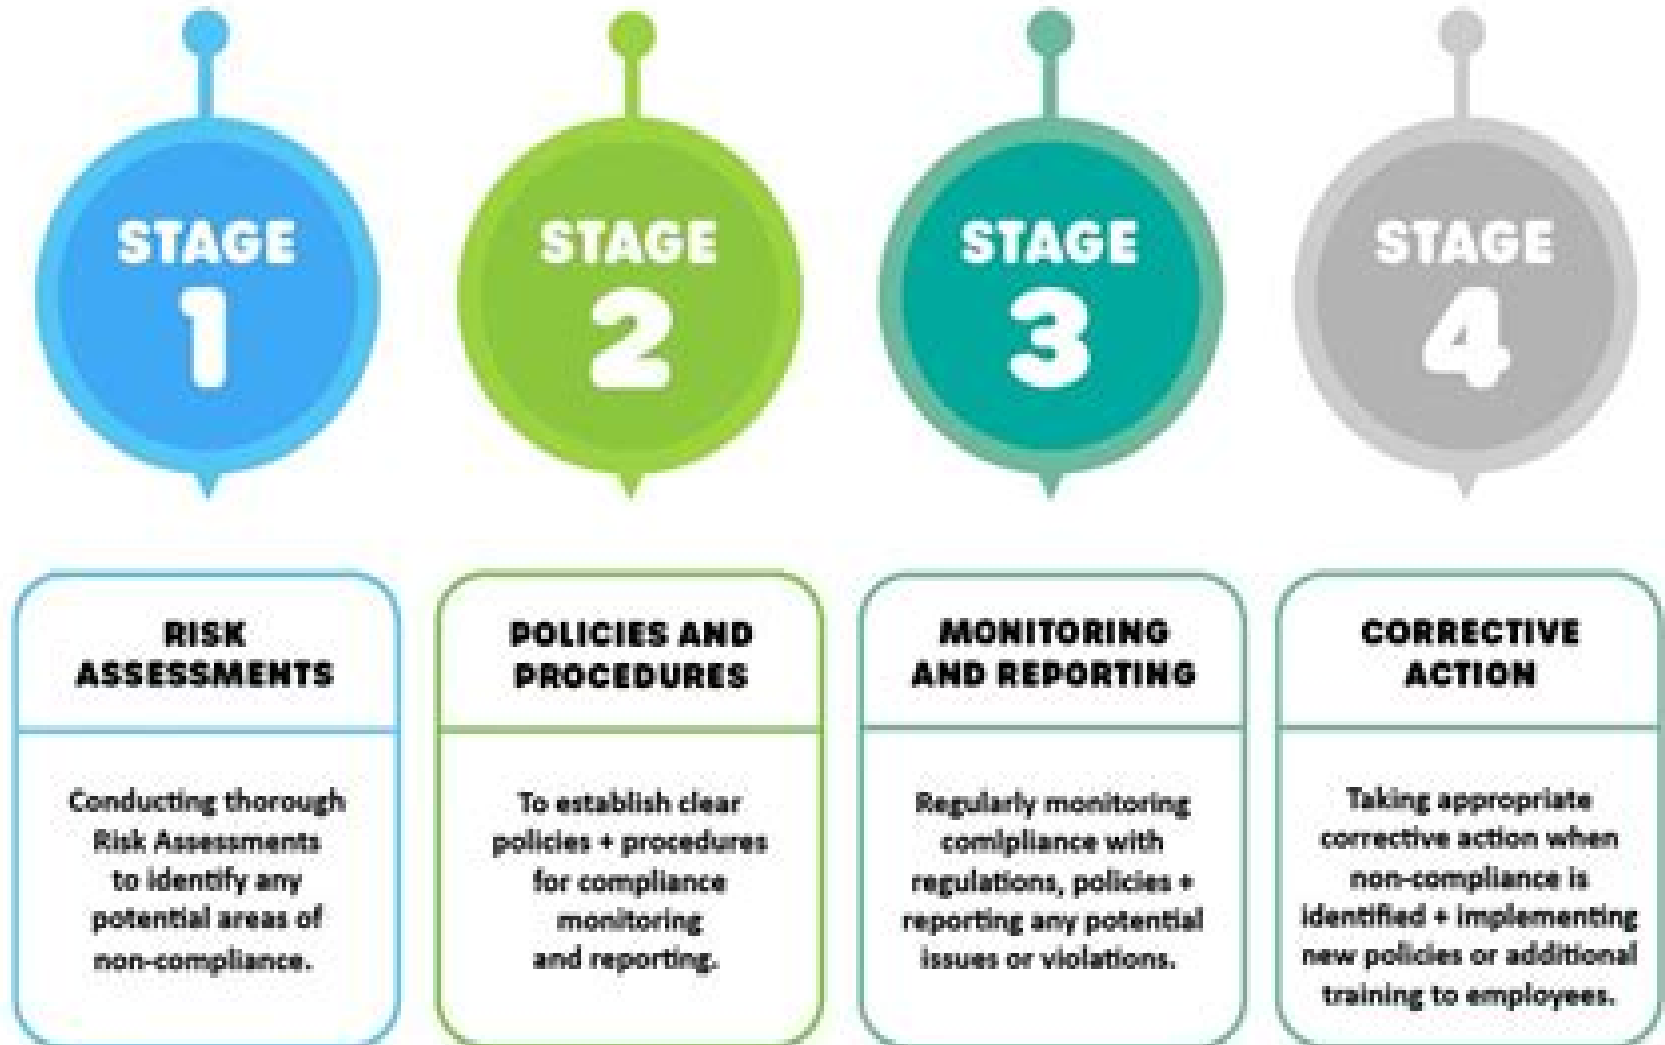 STAGE
1
STAGE
2
STAGE
3
STAGE
4
RISK
ASSESSMENTS
Conducting thorough
Risk Assessments
to identify any
potential areas of
non-compliance.
POLICIES AND
PROCEDURES
To establish clear
policies + procedures
for compliance
monitoring
and reporting.
MONITORING
AND REPORTING
Regularly monitoring
comlpliance with
regulations, policies +
reporting any potential
issues or violations.
CORRECTIVE
ACTION
Taking appropriate
corrective action when
non-compliance is
identified + implementing
new policies or additional
training to employees.